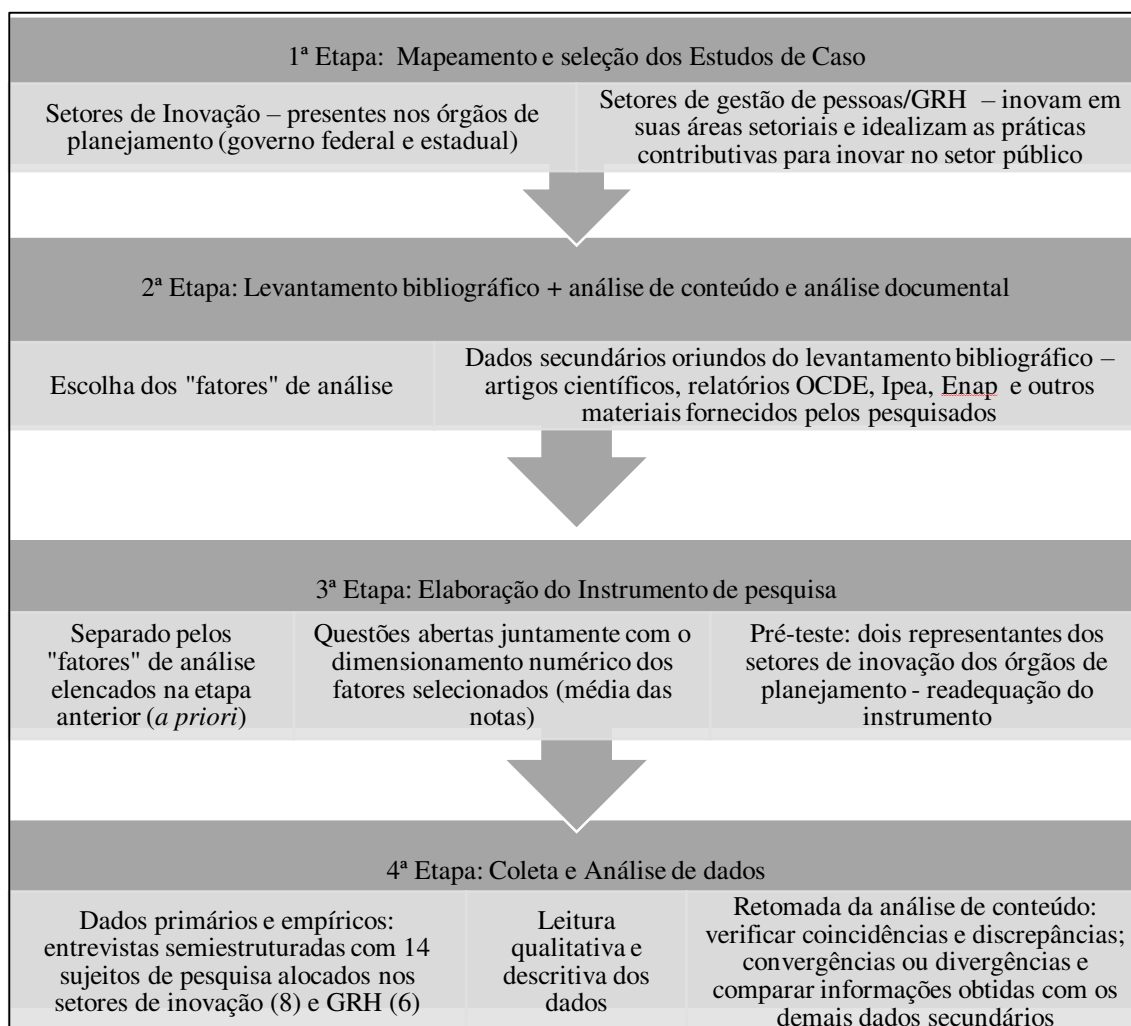 1ª Etapa: Mapeamento e seleção dos Estudos de Caso
Setores de Inovação – presentes nos órgãos de
planejamento (governo federal e estadual)
Setores de gestão de pessoas/GRH – inovam em
suas áreas setoriais e idealizam as práticas
contributivas para inovar no setor público
2ª Etapa: Levantamento bibliográfico + análise de conteúdo e análise documental
Escolha dos "fatores" de análise
Dados secundários oriundos do levantamento bibliográfico –
artigos científicos, relatórios OCDE, Ipea, Enap e outros
materiais fornecidos pelos pesquisados
3ª Etapa: Elaboração do Instrumento de pesquisa
Separado pelos
"fatores" de análise
elencados na etapa
anterior (a priori)
Questões abertas juntamente com o
dimensionamento numérico dos
fatores selecionados (média das
notas)
Pré-teste: dois representantes dos
setores de inovação dos órgãos de
planejamento - readequação do
instrumento
4ª Etapa: Coleta e Análise de dados
Dados primários e empíricos:
entrevistas semiestruturadas com 14
sujeitos de pesquisa alocados nos
setores de inovação (8) e GRH (6)
Leitura
qualitativa e
descritiva dos
dados
Retomada da análise de conteúdo:
verificar coincidências e discrepâncias;
convergências ou divergências e
comparar informações obtidas com os
demais dados secundários